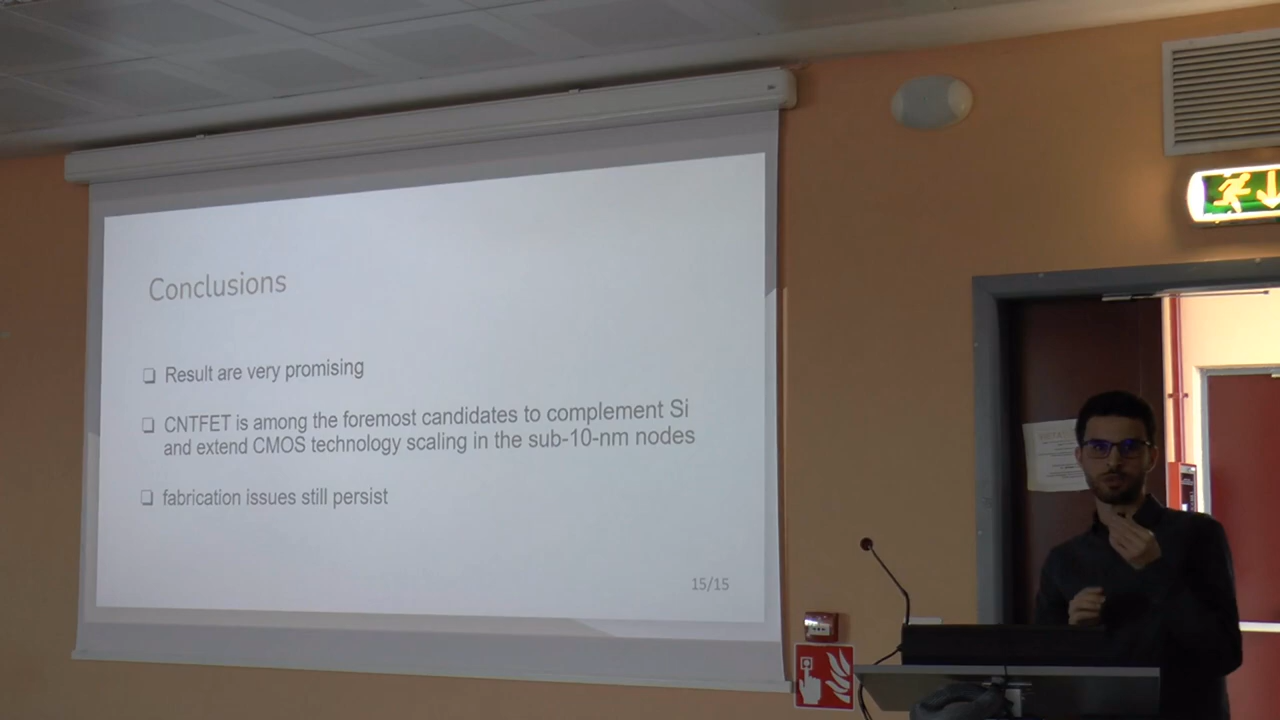 Conclusions
❑ Result are very promising
❑ CNTFET is among the foremost candidates to complement Si
and extend CMOS technology scaling in the sub-10-nm nodes
❑ fabrication issues still persist
15/15